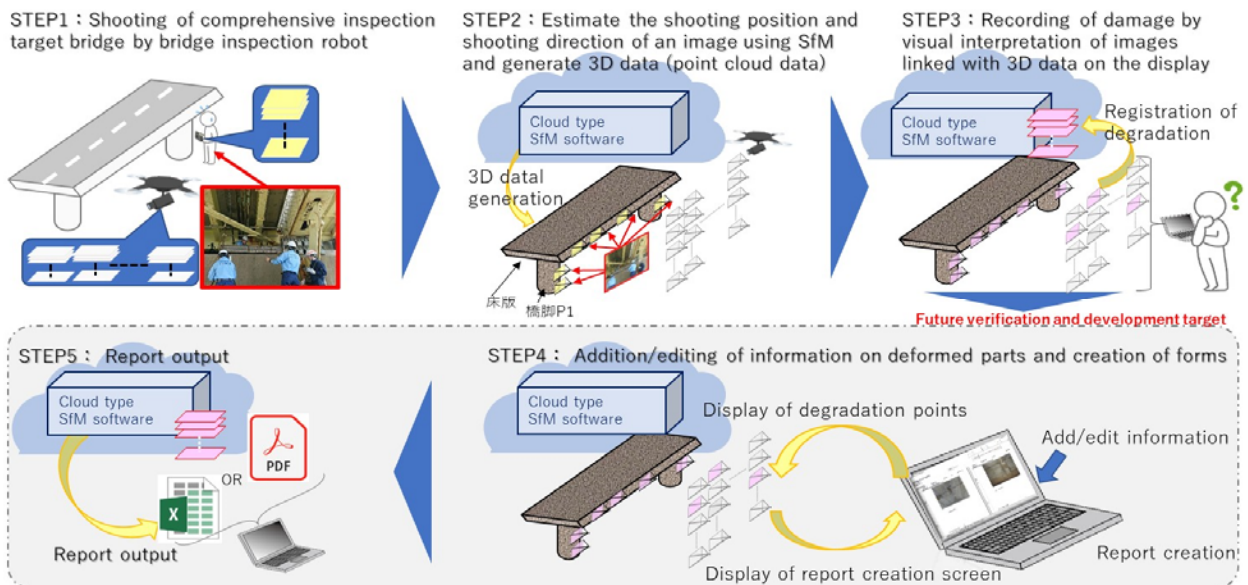 STEP1：Shooting of comprehensive inspection
target bridge by bridge inspection robot
STEP2：Estimate the shooting position and
shooting direction of an image using SfM
and generate 3D data (point cloud data)
Cloud type
SfM software
3D datal
generation
床版
橋脚P1
STEP3：Recording of damage by
visual interpretation of images
linked with 3D data on the display
Cloud type
SfM software
Registration of
degradation
?
Future verification and development target
STEP5： Report output
Cloud type
SfM software
PDF
OR
X
Report output
STEP4： Addition/editing of information on deformed parts and creation of forms
Cloud type
SfM software
Display of degradation points
Add/edit information
Report creation
Display of report creation screen